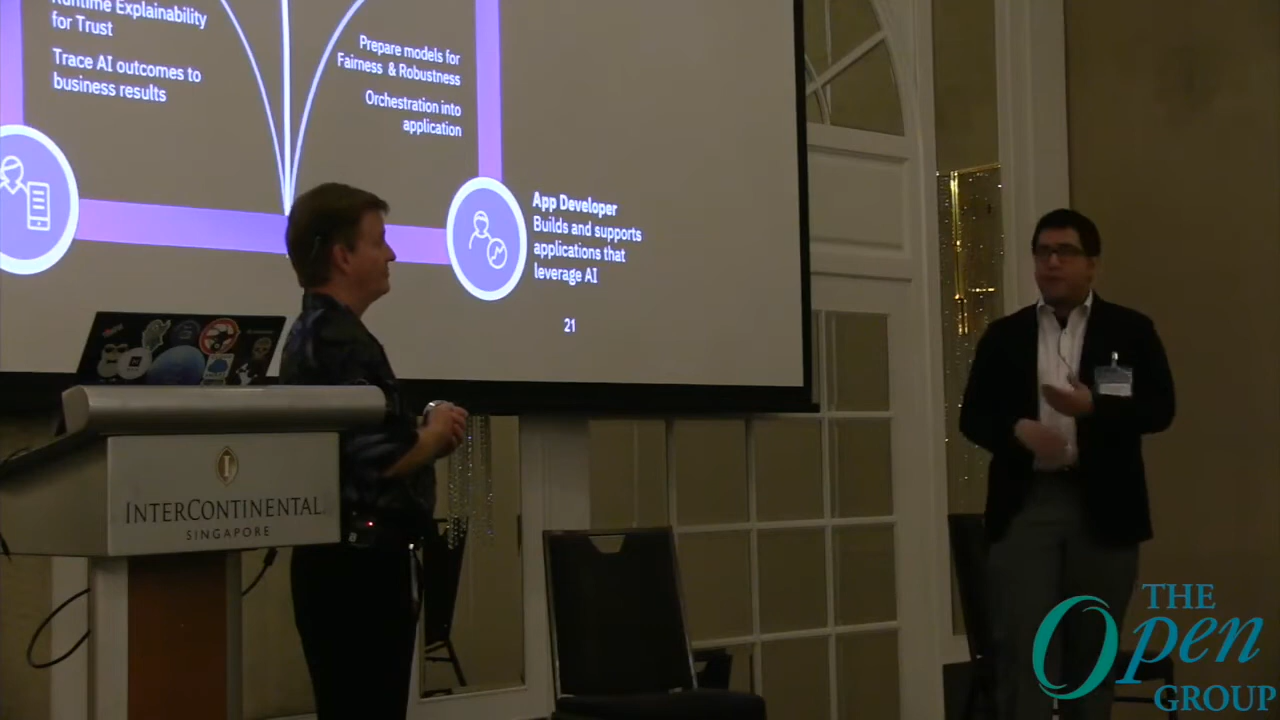 Runtime Explainability
for Trust
Trace AI outcomes to
business results
Prepare models for
Fairness & Robustness
Orchestration into
application
App Developer
Builds and supports
applications that
leverage AI
21
INTERCONTINENTAL
SINGAPORE
THE
Open
GROUP